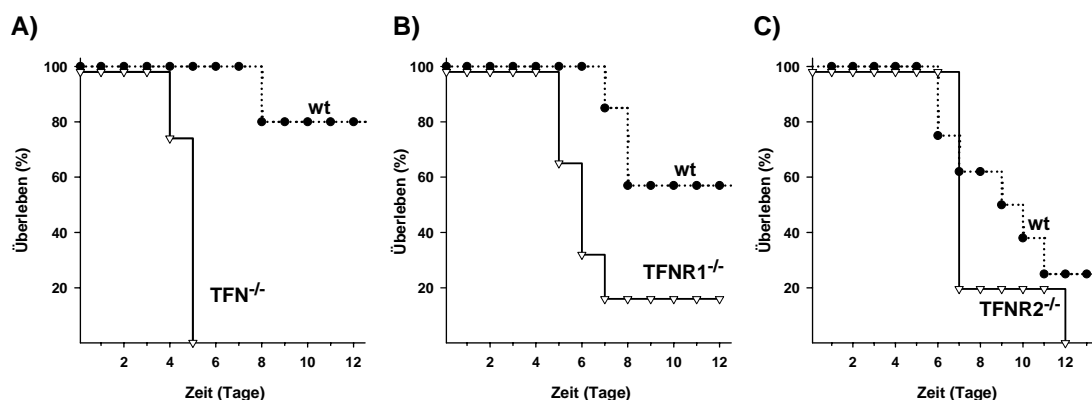 A)
Überleben (%)
100
80
60
40
20
wt
TFN-/-
2 4 6 8 10 12
Zeit (Tage)
B)
Überleben (%)
100
80
60
40
20
wt
TFNR1-/-
2 4 6 8 10 12
Zeit (Tage)
C)
Überleben (%)
100
80
60
40
20
wt
TFNR2-/-
2 4 6 8 10 12
Zeit (Tage)